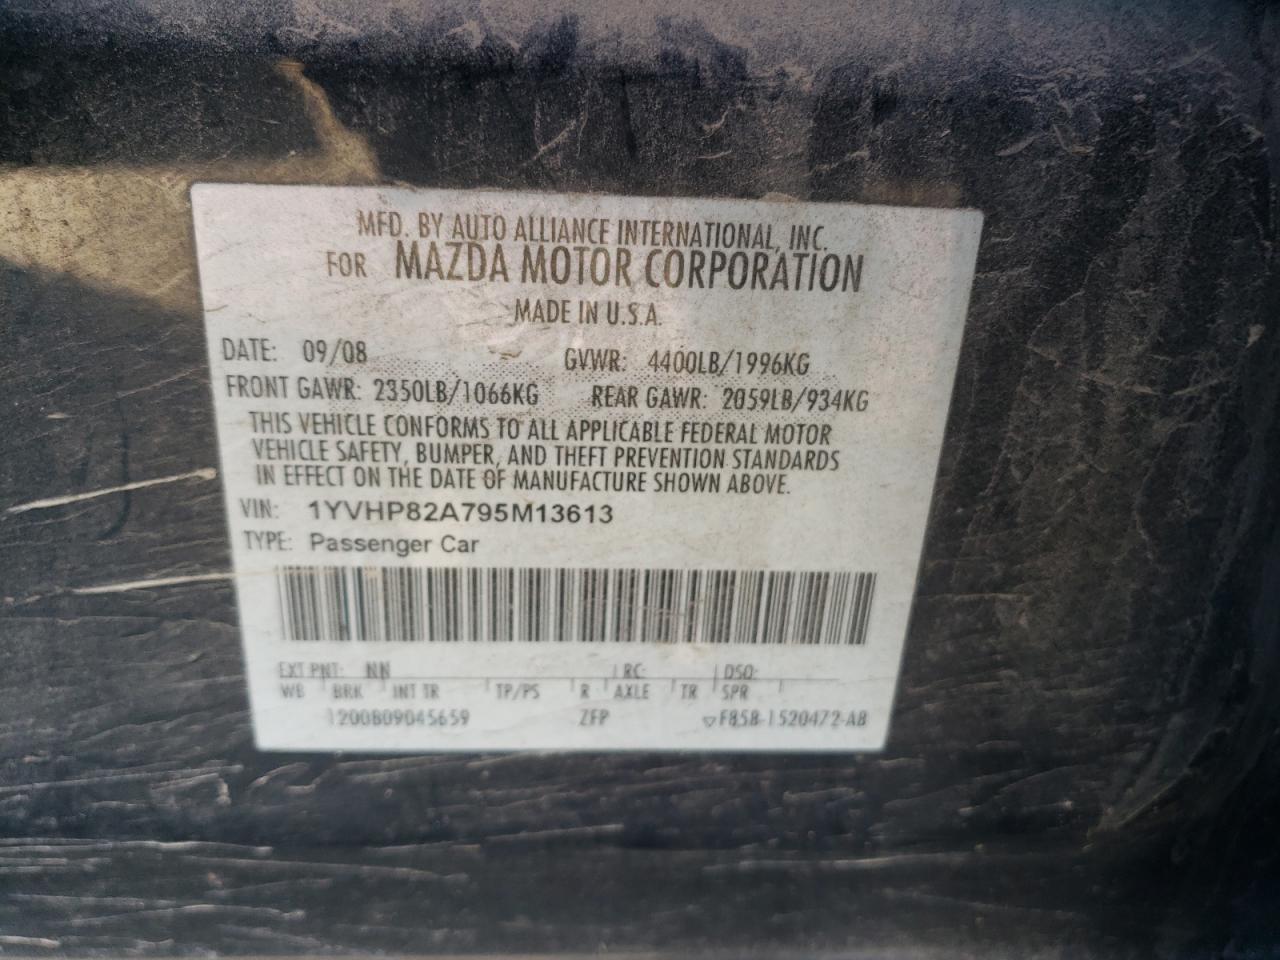 MFD. BY AUTO ALLIANCE INTERNATIONAL, INC.
FOR MAZDA MOTOR CORPORATION
MADE IN U.S.A.
DATE: 09/08 GVWR: 4400LB/1996KG
FRONT GAWR: 2350LB/1066KG REAR GAWR: 2059LB/934KG
THIS VEHICLE CONFORMS TO ALL APPLICABLE FEDERAL MOTOR
VEHICLE SAFETY, BUMPER, AND THEFT PREVENTION STANDARDS
IN EFFECT ON THE DATE OF MANUFACTURE SHOWN ABOVE.
VIN: 1YVHP82A795M13613
TYPE: Passenger Car
EXT PNT: NN RC: DSO:
WB BRK INT TR TP/PS R AXLE TR SPR
1200B09045659 ZFP F85B-1520472-AB